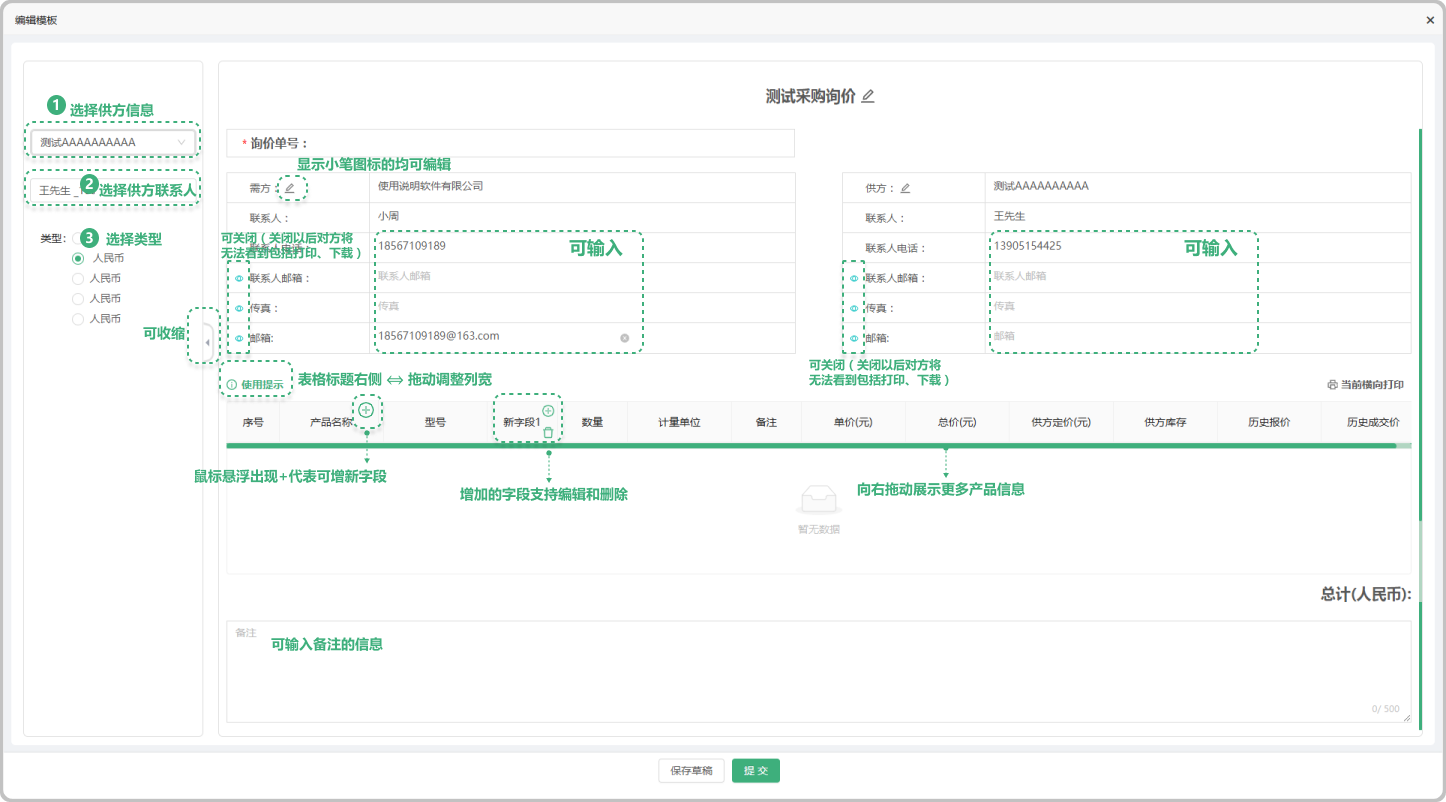 编辑模板
1 选择供方信息
测试AAAAAAAAAA
王先生_
2 选择供方联系人
类型:
3 选择类型
人民币
人民币
人民币
人民币
可收缩
测试采购询价
* 询价单号：
显示小笔图标的均可编辑
需方：
使用说明软件有限公司
联系人：
小周
可关闭（关闭以后对方将
无法看到包括打印、下载）
联系人电话：
18567109189
可输入
联系人邮箱：
联系人邮箱
传真：
传真
邮箱:
18567109189@163.com
供方：
测试AAAAAAAAAA
联系人：
王先生
联系人电话：
13905154425
可输入
联系人邮箱：
联系人邮箱
传真：
传真
邮箱:
邮箱
可关闭（关闭以后对方将
无法看到包括打印、下载）
使用提示
表格标题右侧 ⇔ 拖动调整列宽
当前横向打印
序号 产品名称 型号 新字段1 数量 计量单位 备注 单价(元) 总价(元) 供方定价(元) 供方库存 历史报价 历史成交价
鼠标悬浮出现+代表可增新字段
增加的字段支持编辑和删除
向右拖动展示更多产品信息
暂无数据
总计(人民币):
备注
可输入备注的信息
0/ 500
保存草稿
提 交